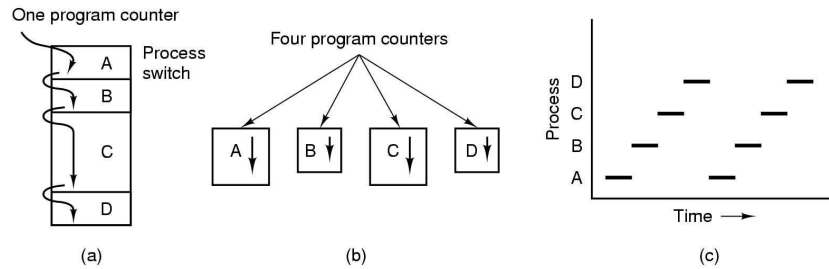 One program counter
Process
switch
A
B
C
D
(a)
Four program counters
A
B
C
D
(b)
Process
D
C
B
A
Time
(c)